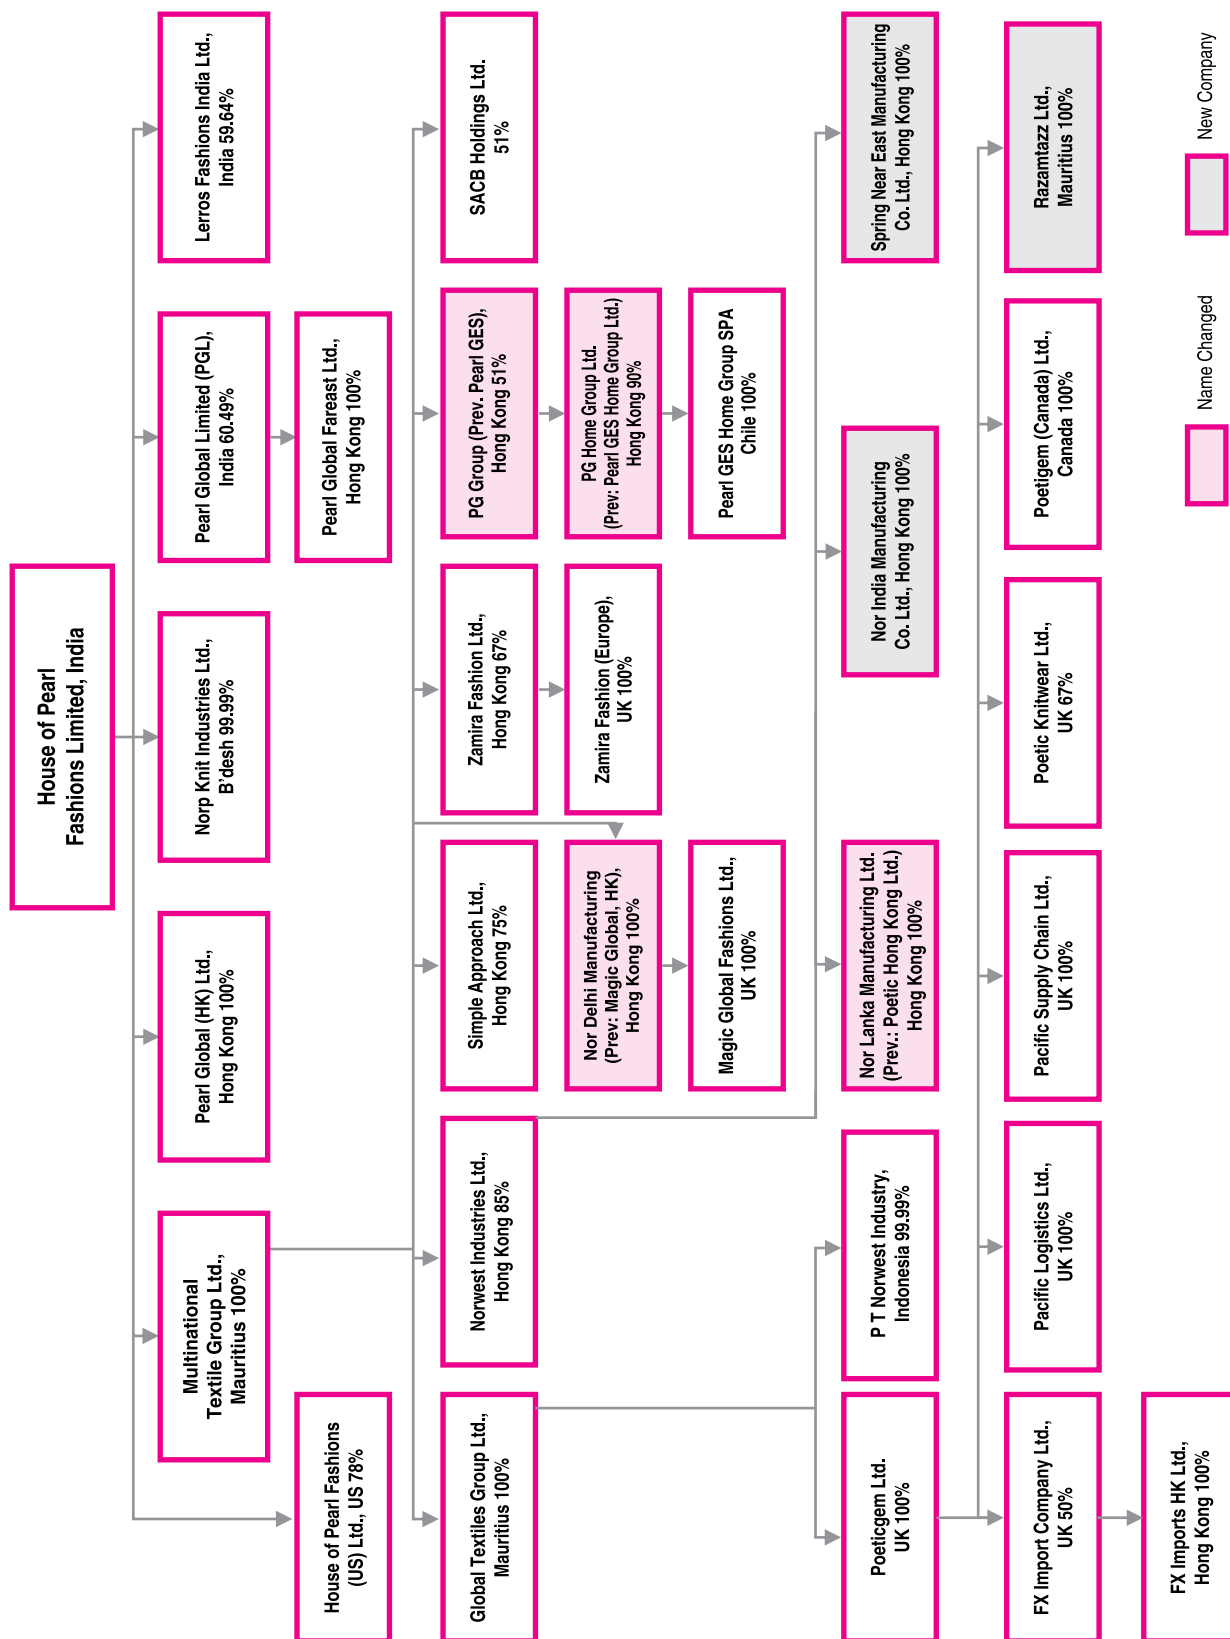 House of Pearl
Fashions Limited, India
House of Pearl Fashions
(US) Ltd., US 78%
Multinational
Textile Group Ltd.,
Mauritius 100%
Pearl Global (HK) Ltd.,
Hong Kong 100%
Norp Knit Industries Ltd.,
B'desh 99.99%
Pearl Global Limited (PGL),
India 60.49%
Lerros Fashions India Ltd.,
India 59.64%
Pearl Global Fareast Ltd.,
Hong Kong 100%
Global Textiles Group Ltd.,
Mauritius 100%
Norwest Industries Ltd.,
Hong Kong 85%
Simple Approach Ltd.,
Hong Kong 75%
Zamira Fashion Ltd.,
Hong Kong 67%
PG Group (Prev. Pearl GES),
Hong Kong 51%
SACB Holdings Ltd.
51%
Nor Delhi Manufacturing
(Prev: Magic Global, HK),
Hong Kong 100%
Zamira Fashion (Europe),
UK 100%
PG Home Group Ltd.
(Prev: Pearl GES Home Group Ltd.)
Hong Kong 90%
Magic Global Fashions Ltd.,
UK 100%
Pearl GES Home Group SPA
Chile 100%
Poeticgem Ltd.
UK 100%
P T Norwest Industry,
Indonesia 99.99%
Nor Lanka Manufacturing Ltd.
(Prev.: Poetic Hong Kong Ltd.)
Hong Kong 100%
Nor India Manufacturing
Co. Ltd., Hong Kong 100%
Spring Near East Manufacturing
Co. Ltd., Hong Kong 100%
FX Import Company Ltd.,
UK 50%
Pacific Logistics Ltd.,
UK 100%
Pacific Supply Chain Ltd.,
UK 100%
Poetic Knitwear Ltd.,
UK 67%
Poetigem (Canada) Ltd.,
Canada 100%
Razamtazz Ltd.,
Mauritius 100%
FX Imports HK Ltd.,
Hong Kong 100%
Name Changed
New Company